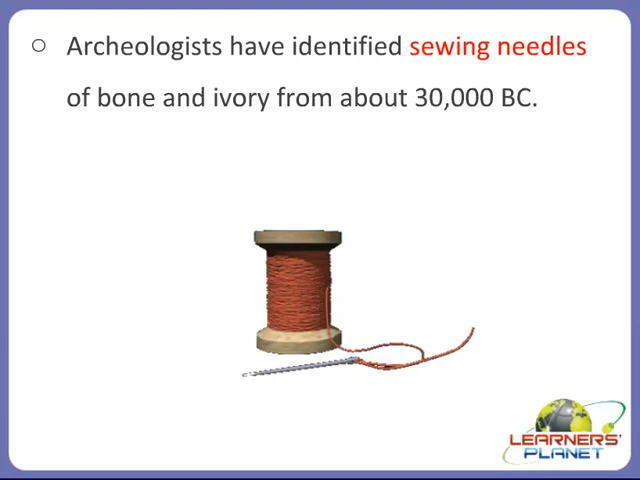 Archeologists have identified sewing needles
of bone and ivory from about 30,000 BC.
LEARNERS'
PLANET